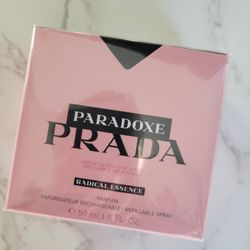 PARADOXE
PRADA
RADICAL ESSENCE
PARFUM
VAPORISATEUR RECHARGEABLE / REFILLABLE SPRAY
e 50 ml 1.6 FL. OZ.